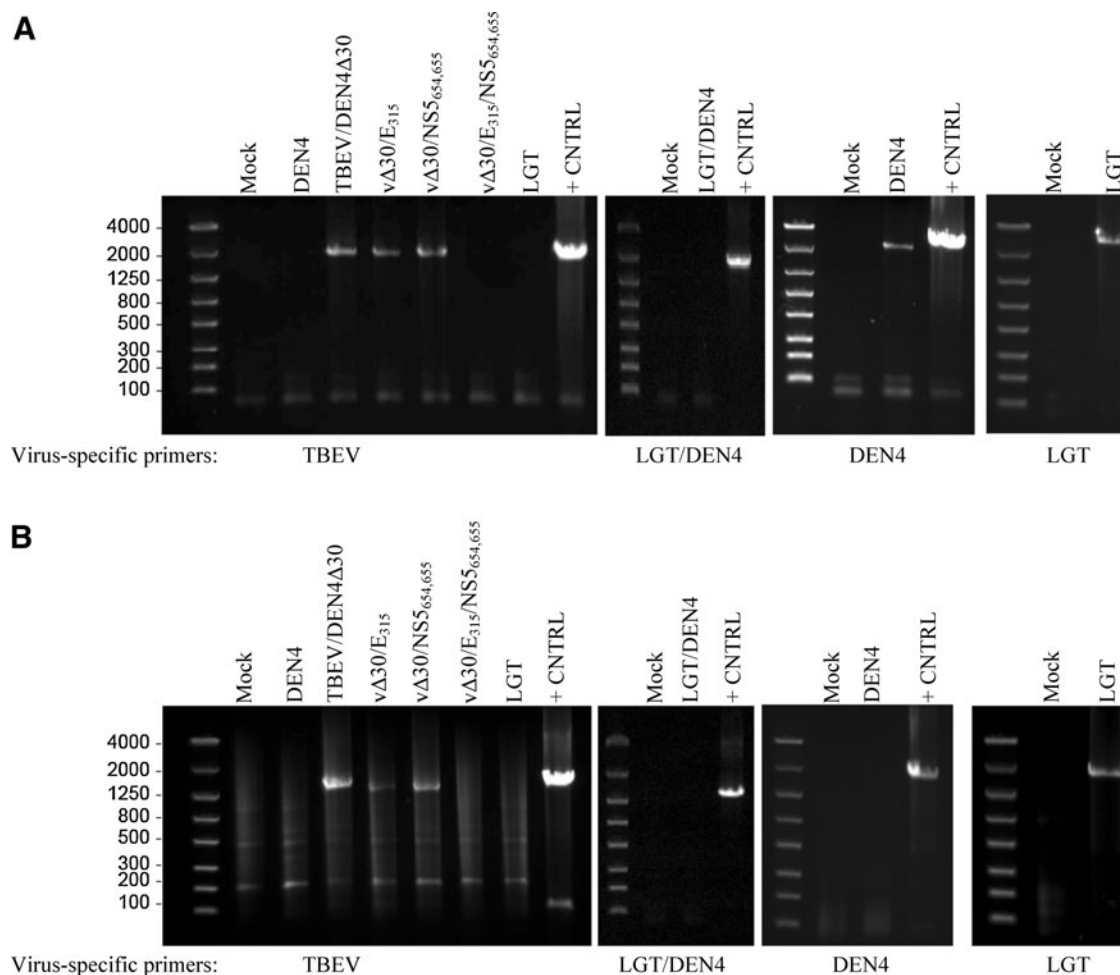 A
Mock
DEN4
TBEV/DEN4Δ30
vΔ30/E315
vΔ30/NS5654,655
vΔ30/E315/NS5654,655
LGT
+ CNTRL
Mock
LGT/DEN4
+ CNTRL
Mock
DEN4
+ CNTRL
Mock
LGT
4000
2000
1250
800
500
300
200
100
Virus-specific primers: TBEV LGT/DEN4 DEN4 LGT
B
Mock
DEN4
TBEV/DEN4Δ30
vΔ30/E315
vΔ30/NS5654,655
vΔ30/E315/NS5654,655
LGT
+ CNTRL
Mock
LGT/DEN4
+ CNTRL
Mock
DEN4
+ CNTRL
Mock
LGT
4000
2000
1250
800
500
300
200
100
Virus-specific primers: TBEV LGT/DEN4 DEN4 LGT